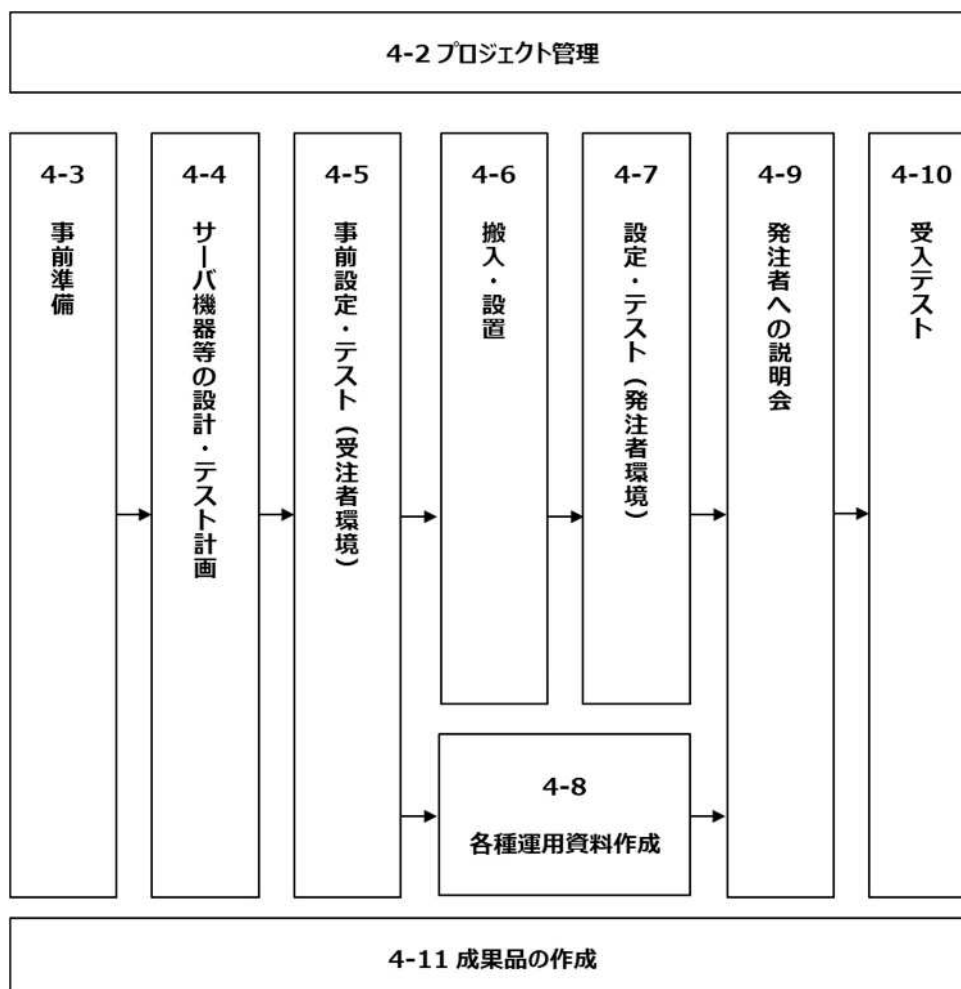 4-2 プロジェクト管理
4-3
事前準備
4-4
サーバ機器等の設計・テスト計画
4-5
事前設定・テスト（受注者環境）
4-6
搬入・設置
4-7
設定・テスト（発注者環境）
4-9
発注者への説明会
4-10
受入テスト
4-8
各種運用資料作成
4-11 成果品の作成